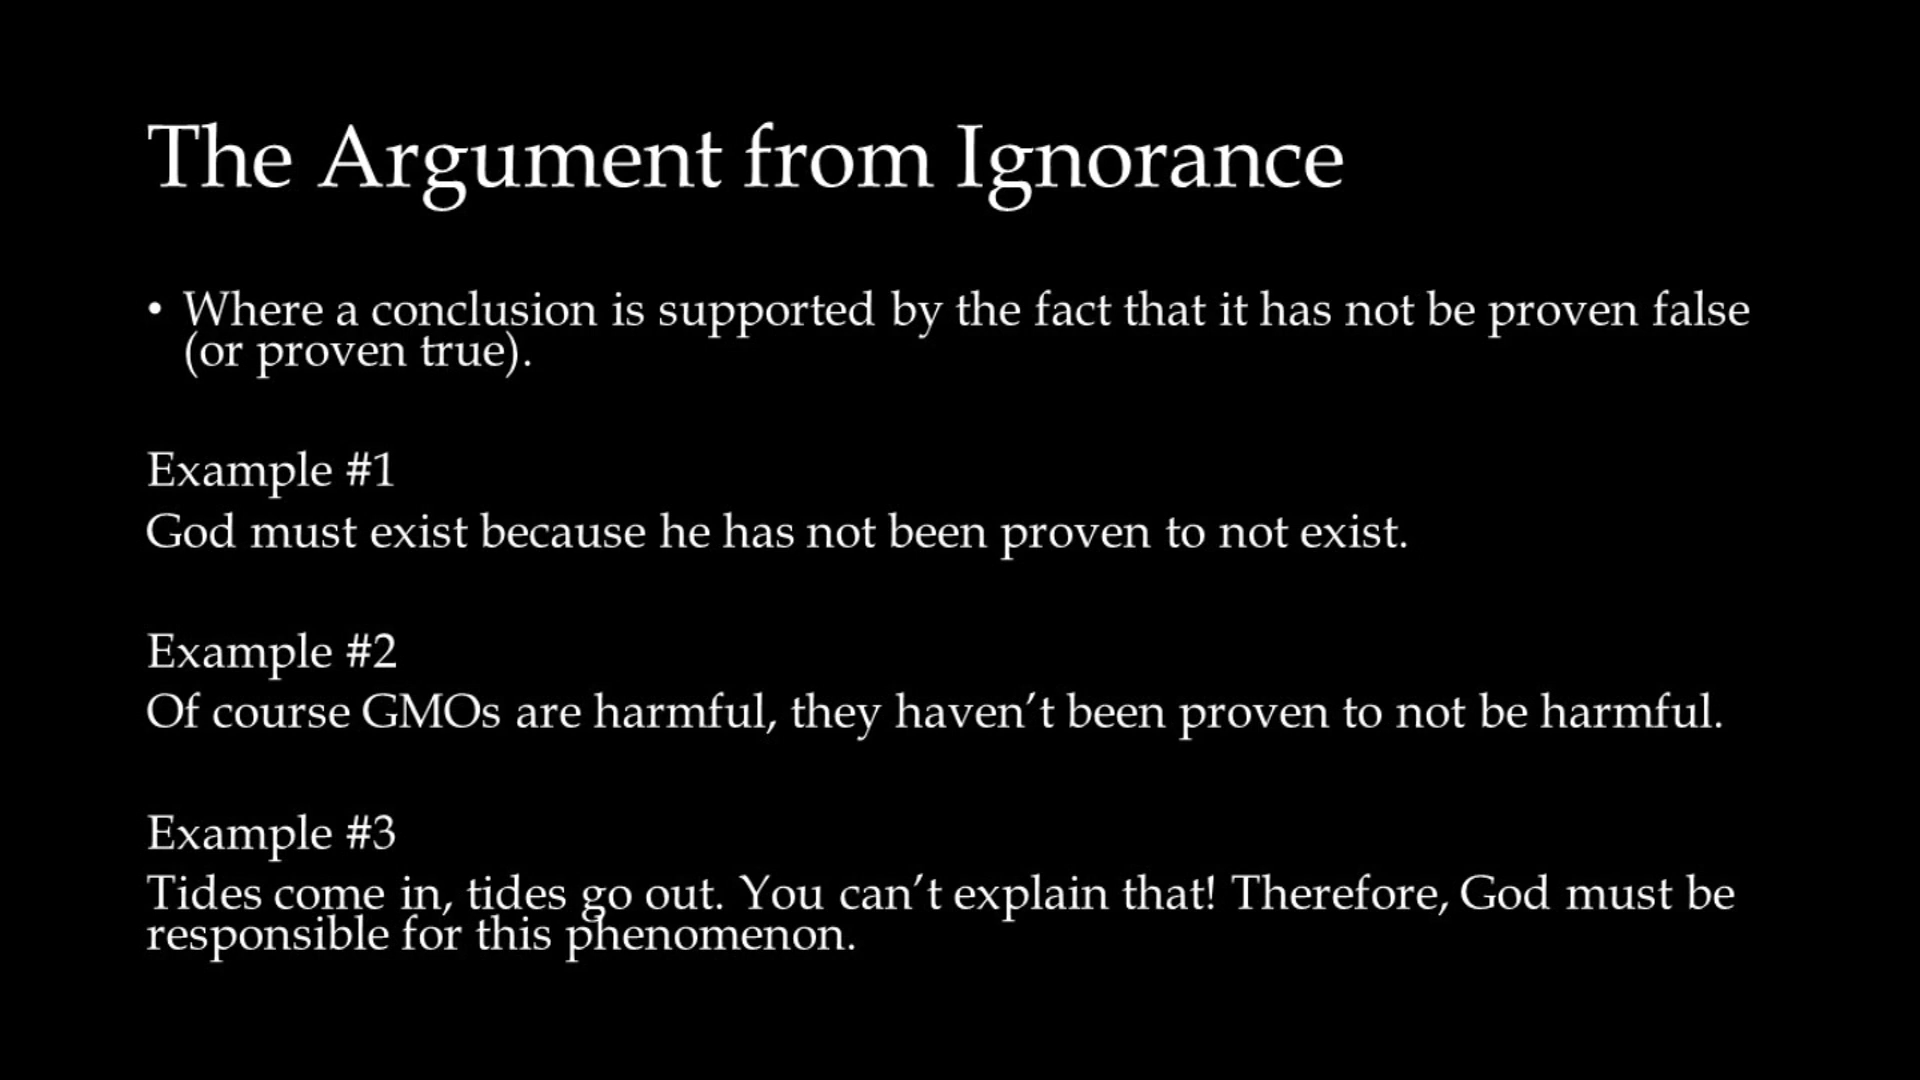 The Argument from Ignorance
• Where a conclusion is supported by the fact that it has not be proven false
(or proven true).
Example #1
God must exist because he has not been proven to not exist.
Example #2
Of course GMOs are harmful, they haven’t been proven to not be harmful.
Example #3
Tides come in, tides go out. You can’t explain that! Therefore, God must be
responsible for this phenomenon.